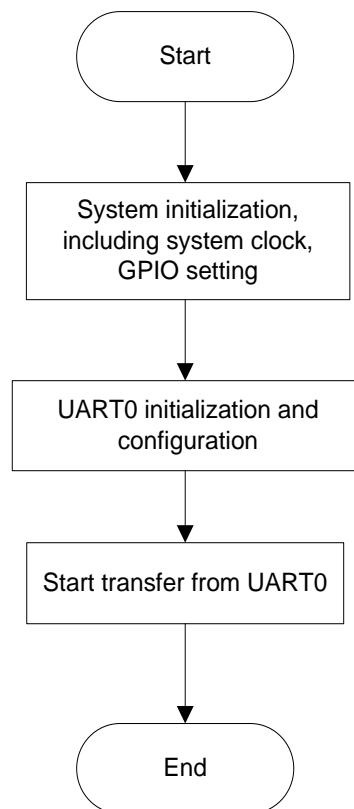 Start
System initialization,
including system clock,
GPIO setting
UART0 initialization and
configuration
Start transfer from UART0
End